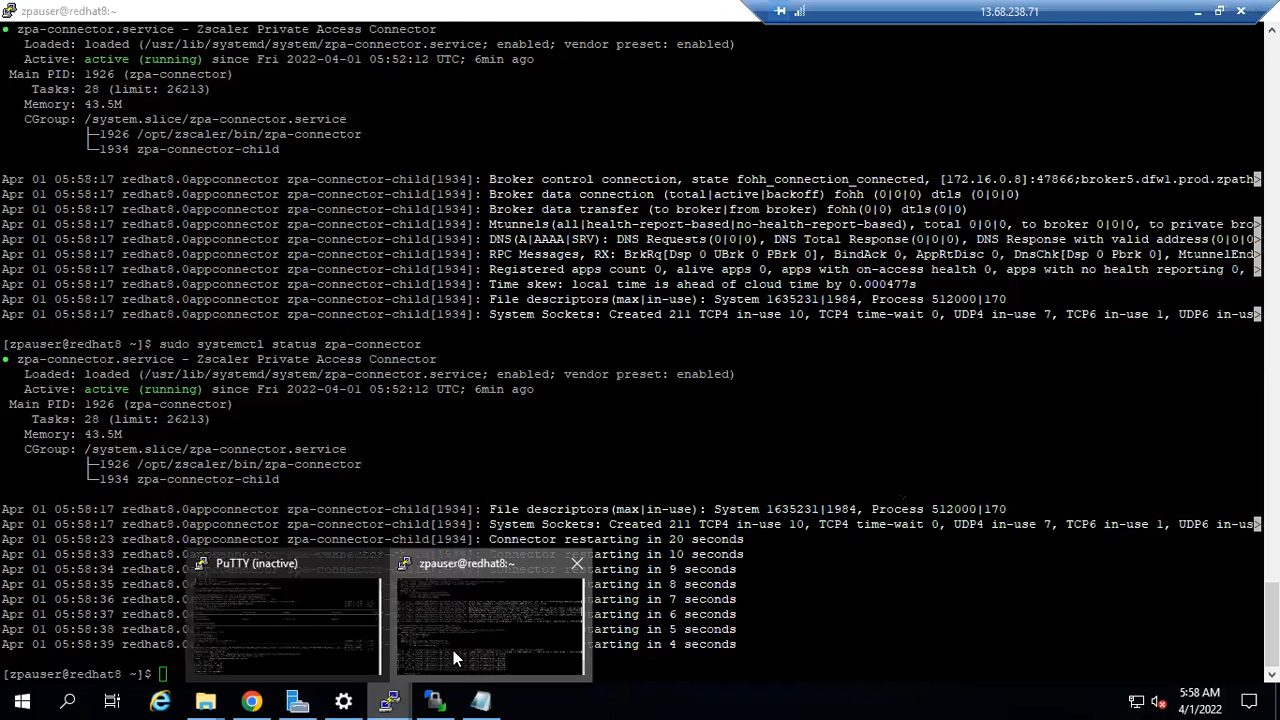 zpauser@redhat8:~
13.68.238.71
● zpa-connector.service - Zscaler Private Access Connector
Loaded: loaded (/usr/lib/systemd/system/zpa-connector.service; enabled; vendor preset: enabled)
Active: active (running) since Fri 2022-04-01 05:52:12 UTC; 6min ago
Main PID: 1926 (zpa-connector)
Tasks: 28 (limit: 26213)
Memory: 43.5M
CGroup: /system.slice/zpa-connector.service
├─1926 /opt/zscaler/bin/zpa-connector
└─1934 zpa-connector-child
Apr 01 05:58:17 redhat8.0appconnector zpa-connector-child[1934]: Broker control connection, state fohh_connection_connected, [172.16.0.8]:47866;broker5.dfw1.prod.zpath>
Apr 01 05:58:17 redhat8.0appconnector zpa-connector-child[1934]: Broker data connection (total|active|backoff) fohh (0|0|0) dtls (0|0|0)
Apr 01 05:58:17 redhat8.0appconnector zpa-connector-child[1934]: Broker data transfer (to broker|from broker) fohh(0|0) dtls(0|0)
Apr 01 05:58:17 redhat8.0appconnector zpa-connector-child[1934]: Mtunnels(all|health-report-based|no-health-report-based), total 0|0|0, to broker 0|0|0, to private bro>
Apr 01 05:58:17 redhat8.0appconnector zpa-connector-child[1934]: DNS(A|AAAA|SRV): DNS Requests(0|0|0), DNS Total Response(0|0|0), DNS Response with valid address(0|0|0>
Apr 01 05:58:17 redhat8.0appconnector zpa-connector-child[1934]: RPC Messages, RX: BrkRq[Dsp 0 UBrk 0 PBrk 0], BindAck 0, AppRtDisc 0, DnsChk[Dsp 0 Pbrk 0], MtunnelEnd>
Apr 01 05:58:17 redhat8.0appconnector zpa-connector-child[1934]: Registered apps count 0, alive apps 0, apps with on-access health 0, apps with no health reporting 0, >
Apr 01 05:58:17 redhat8.0appconnector zpa-connector-child[1934]: Time skew: local time is ahead of cloud time by 0.000477s
Apr 01 05:58:17 redhat8.0appconnector zpa-connector-child[1934]: File descriptors(max|in-use): System 1635231|1984, Process 512000|170
Apr 01 05:58:17 redhat8.0appconnector zpa-connector-child[1934]: System Sockets: Created 211 TCP4 in-use 10, TCP4 time-wait 0, UDP4 in-use 7, TCP6 in-use 1, UDP6 in-us>
[zpauser@redhat8 ~]$ sudo systemctl status zpa-connector
● zpa-connector.service - Zscaler Private Access Connector
Loaded: loaded (/usr/lib/systemd/system/zpa-connector.service; enabled; vendor preset: enabled)
Active: active (running) since Fri 2022-04-01 05:52:12 UTC; 6min ago
Main PID: 1926 (zpa-connector)
Tasks: 28 (limit: 26213)
Memory: 43.5M
CGroup: /system.slice/zpa-connector.service
├─1926 /opt/zscaler/bin/zpa-connector
└─1934 zpa-connector-child
Apr 01 05:58:17 redhat8.0appconnector zpa-connector-child[1934]: File descriptors(max|in-use): System 1635231|1984, Process 512000|170
Apr 01 05:58:17 redhat8.0appconnector zpa-connector-child[1934]: System Sockets: Created 211 TCP4 in-use 10, TCP4 time-wait 0, UDP4 in-use 7, TCP6 in-use 1, UDP6 in-us>
Apr 01 05:58:23 redhat8.0appconnector zpa-connector-child[1934]: Connector restarting in 20 seconds
Apr 01 05:58:33 restarting in 10 seconds
Apr 01 05:58:34 redha starting in 9 seconds
Apr 01 05:58:35 redha starting in 8 seconds
Apr 01 05:58:36 redha starting in 7 seconds
Apr 01 05:58:37 redha starting in 6 seconds
Apr 01 05:58:38 redha starting in 5 seconds
Apr 01 05:58:39 redha starting in 4 seconds
[zpauser@redhat8 ~]$
PuTTY (inactive)
zpauser@redhat8:~
5:58 AM
4/1/2022